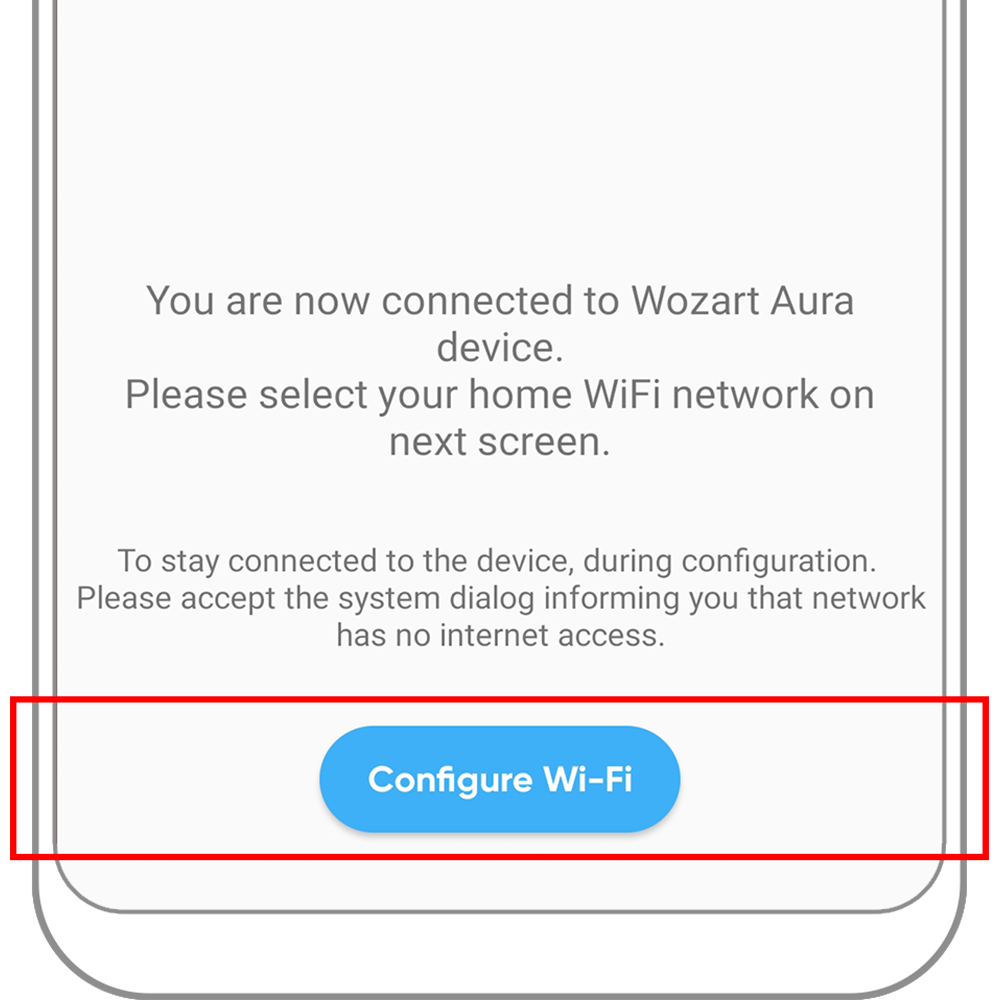 You are now connected to Wozart Aura
device.
Please select your home WiFi network on
next screen.
To stay connected to the device, during configuration.
Please accept the system dialog informing you that network
has no internet access.
Configure Wi-Fi